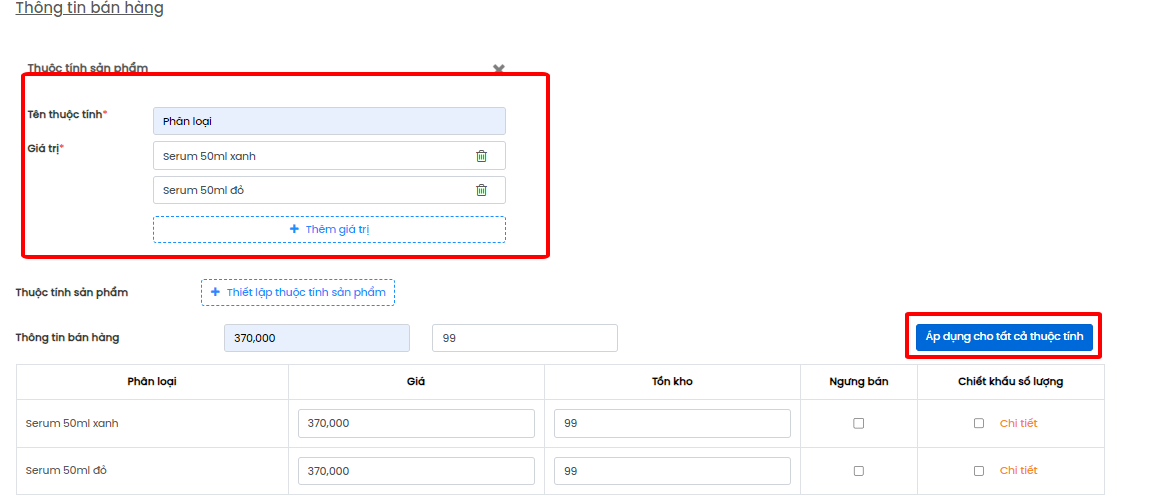 Thông tin bán hàng
Thuộc tính sản phẩm
Tên thuộc tính* Phân loại
Giá trị* Serum 50ml xanh
Serum 50ml đỏ
+ Thêm giá trị
Thuộc tính sản phẩm + Thiết lập thuộc tính sản phẩm
Thông tin bán hàng 370,000 99 Áp dụng cho tất cả thuộc tính
Phân loại Giá Tồn kho Ngưng bán Chiết khấu số lượng
Serum 50ml xanh 370,000 99 Chi tiết
Serum 50ml đỏ 370,000 99 Chi tiết